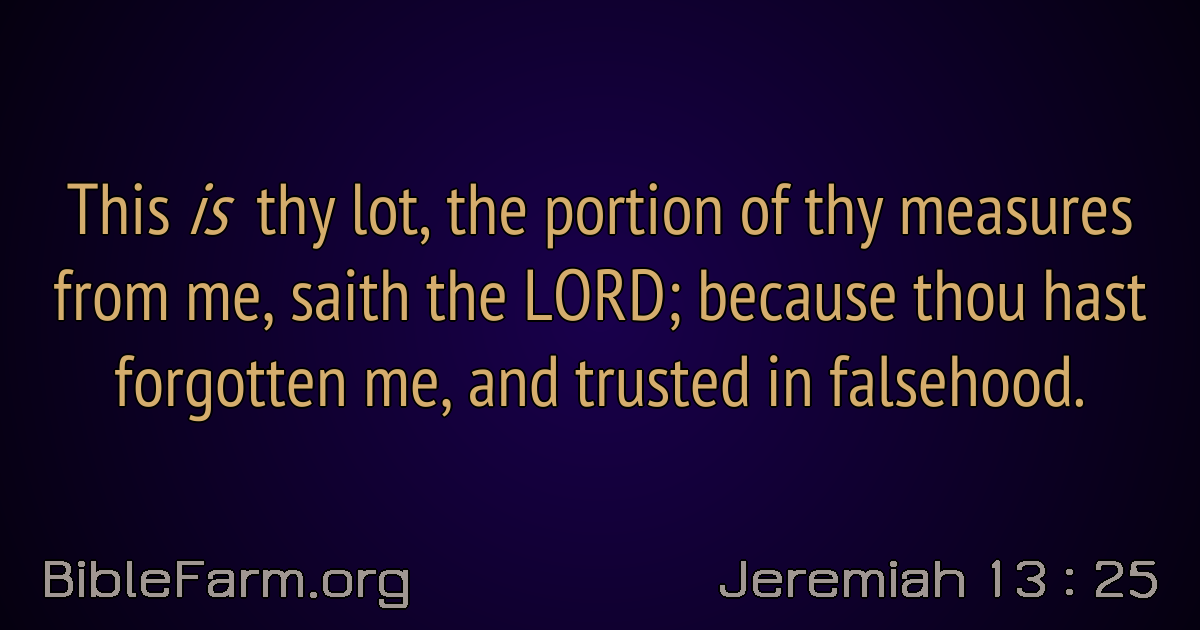 This is thy lot, the portion of thy measures
from me, saith the LORD; because thou hast
forgotten me, and trusted in falsehood.
BibleFarm.org
Jeremiah 13 : 25